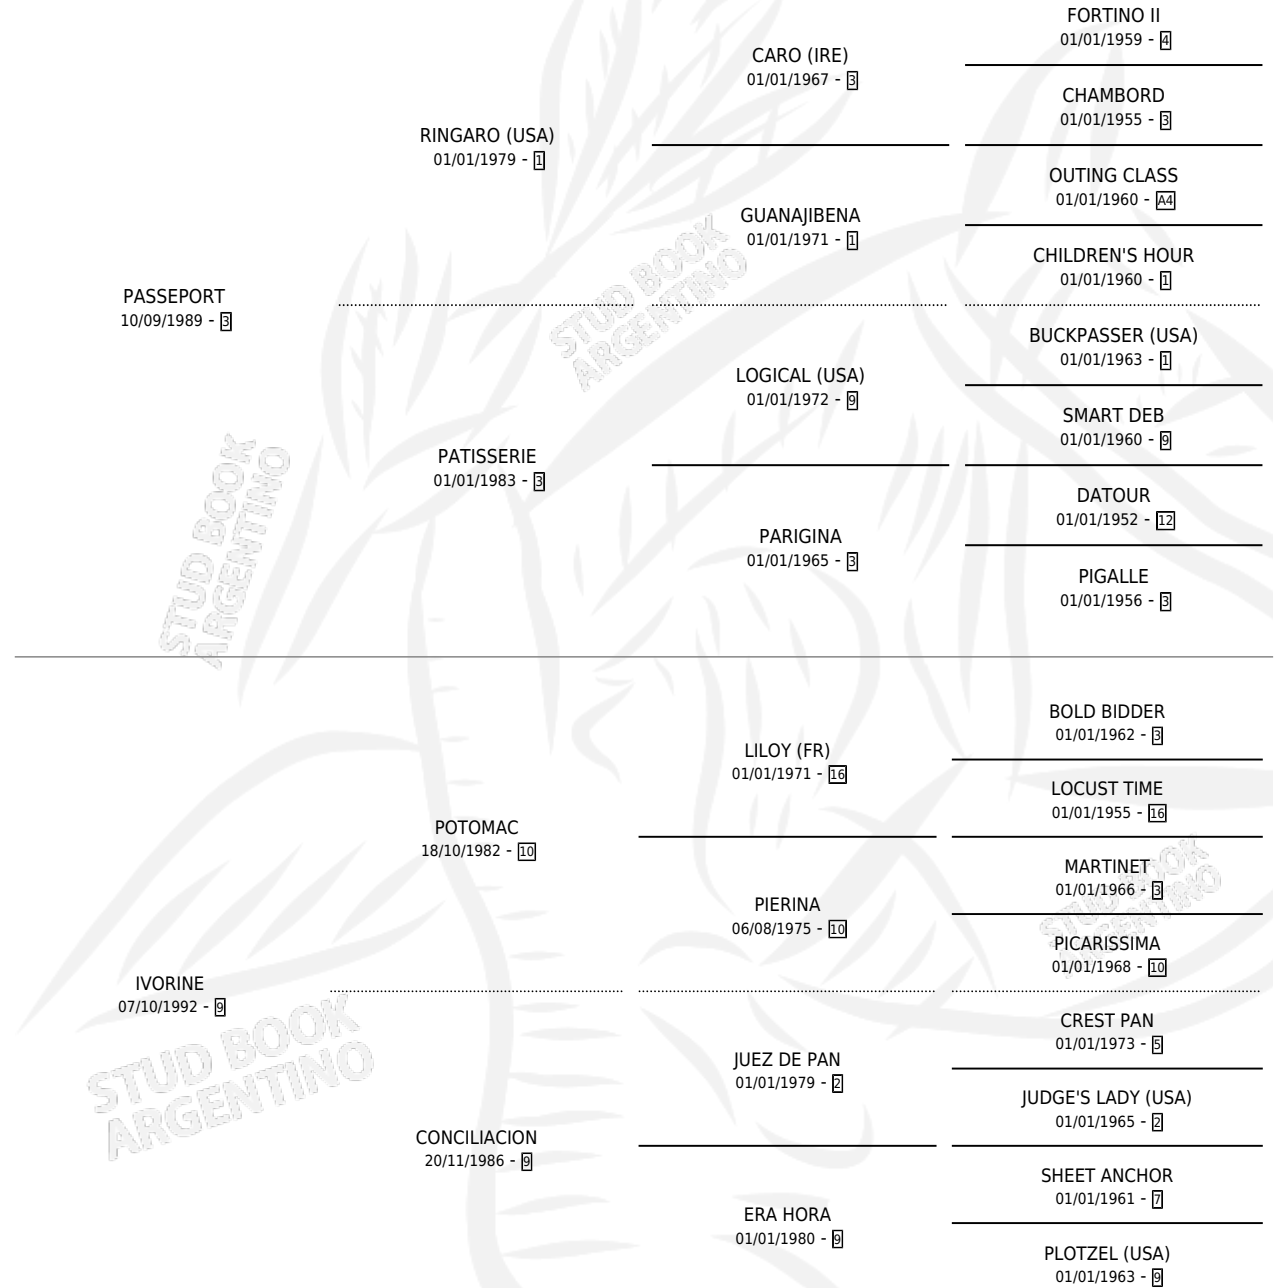 FORTINO II
01/01/1959 - 4
CARO (IRE)
01/01/1967 - 3
CHAMBORD
01/01/1955 - 3
RINGARO (USA)
01/01/1979 - 1
OUTING CLASS
01/01/1960 - A4
GUANAJIBENA
01/01/1971 - 1
CHILDREN'S HOUR
01/01/1960 - 1
PASSEPORT
10/09/1989 - 3
BUCKPASSER (USA)
01/01/1963 - 1
LOGICAL (USA)
01/01/1972 - 9
SMART DEB
01/01/1960 - 9
PATISSERIE
01/01/1983 - 3
DATOUR
01/01/1952 - 12
PARIGINA
01/01/1965 - 3
PIGALLE
01/01/1956 - 3
BOLD BIDDER
01/01/1962 - 3
LILOY (FR)
01/01/1971 - 16
LOCUST TIME
01/01/1955 - 16
POTOMAC
18/10/1982 - 10
MARTINET
01/01/1966 - 3
PIERINA
06/08/1975 - 10
PICARISSIMA
01/01/1968 - 10
IVORINE
07/10/1992 - 9
CREST PAN
01/01/1973 - 5
JUEZ DE PAN
01/01/1979 - 2
JUDGE'S LADY (USA)
01/01/1965 - 2
CONCILIACION
20/11/1986 - 9
SHEET ANCHOR
01/01/1961 - 7
ERA HORA
01/01/1980 - 9
PLOTZEL (USA)
01/01/1963 - 9
STUD BOOK
ARGENTINO
STUD BOOK
ARGENTINO
STUD BOOK
ARGENTINO
STUD BOOK
ARGENTINO